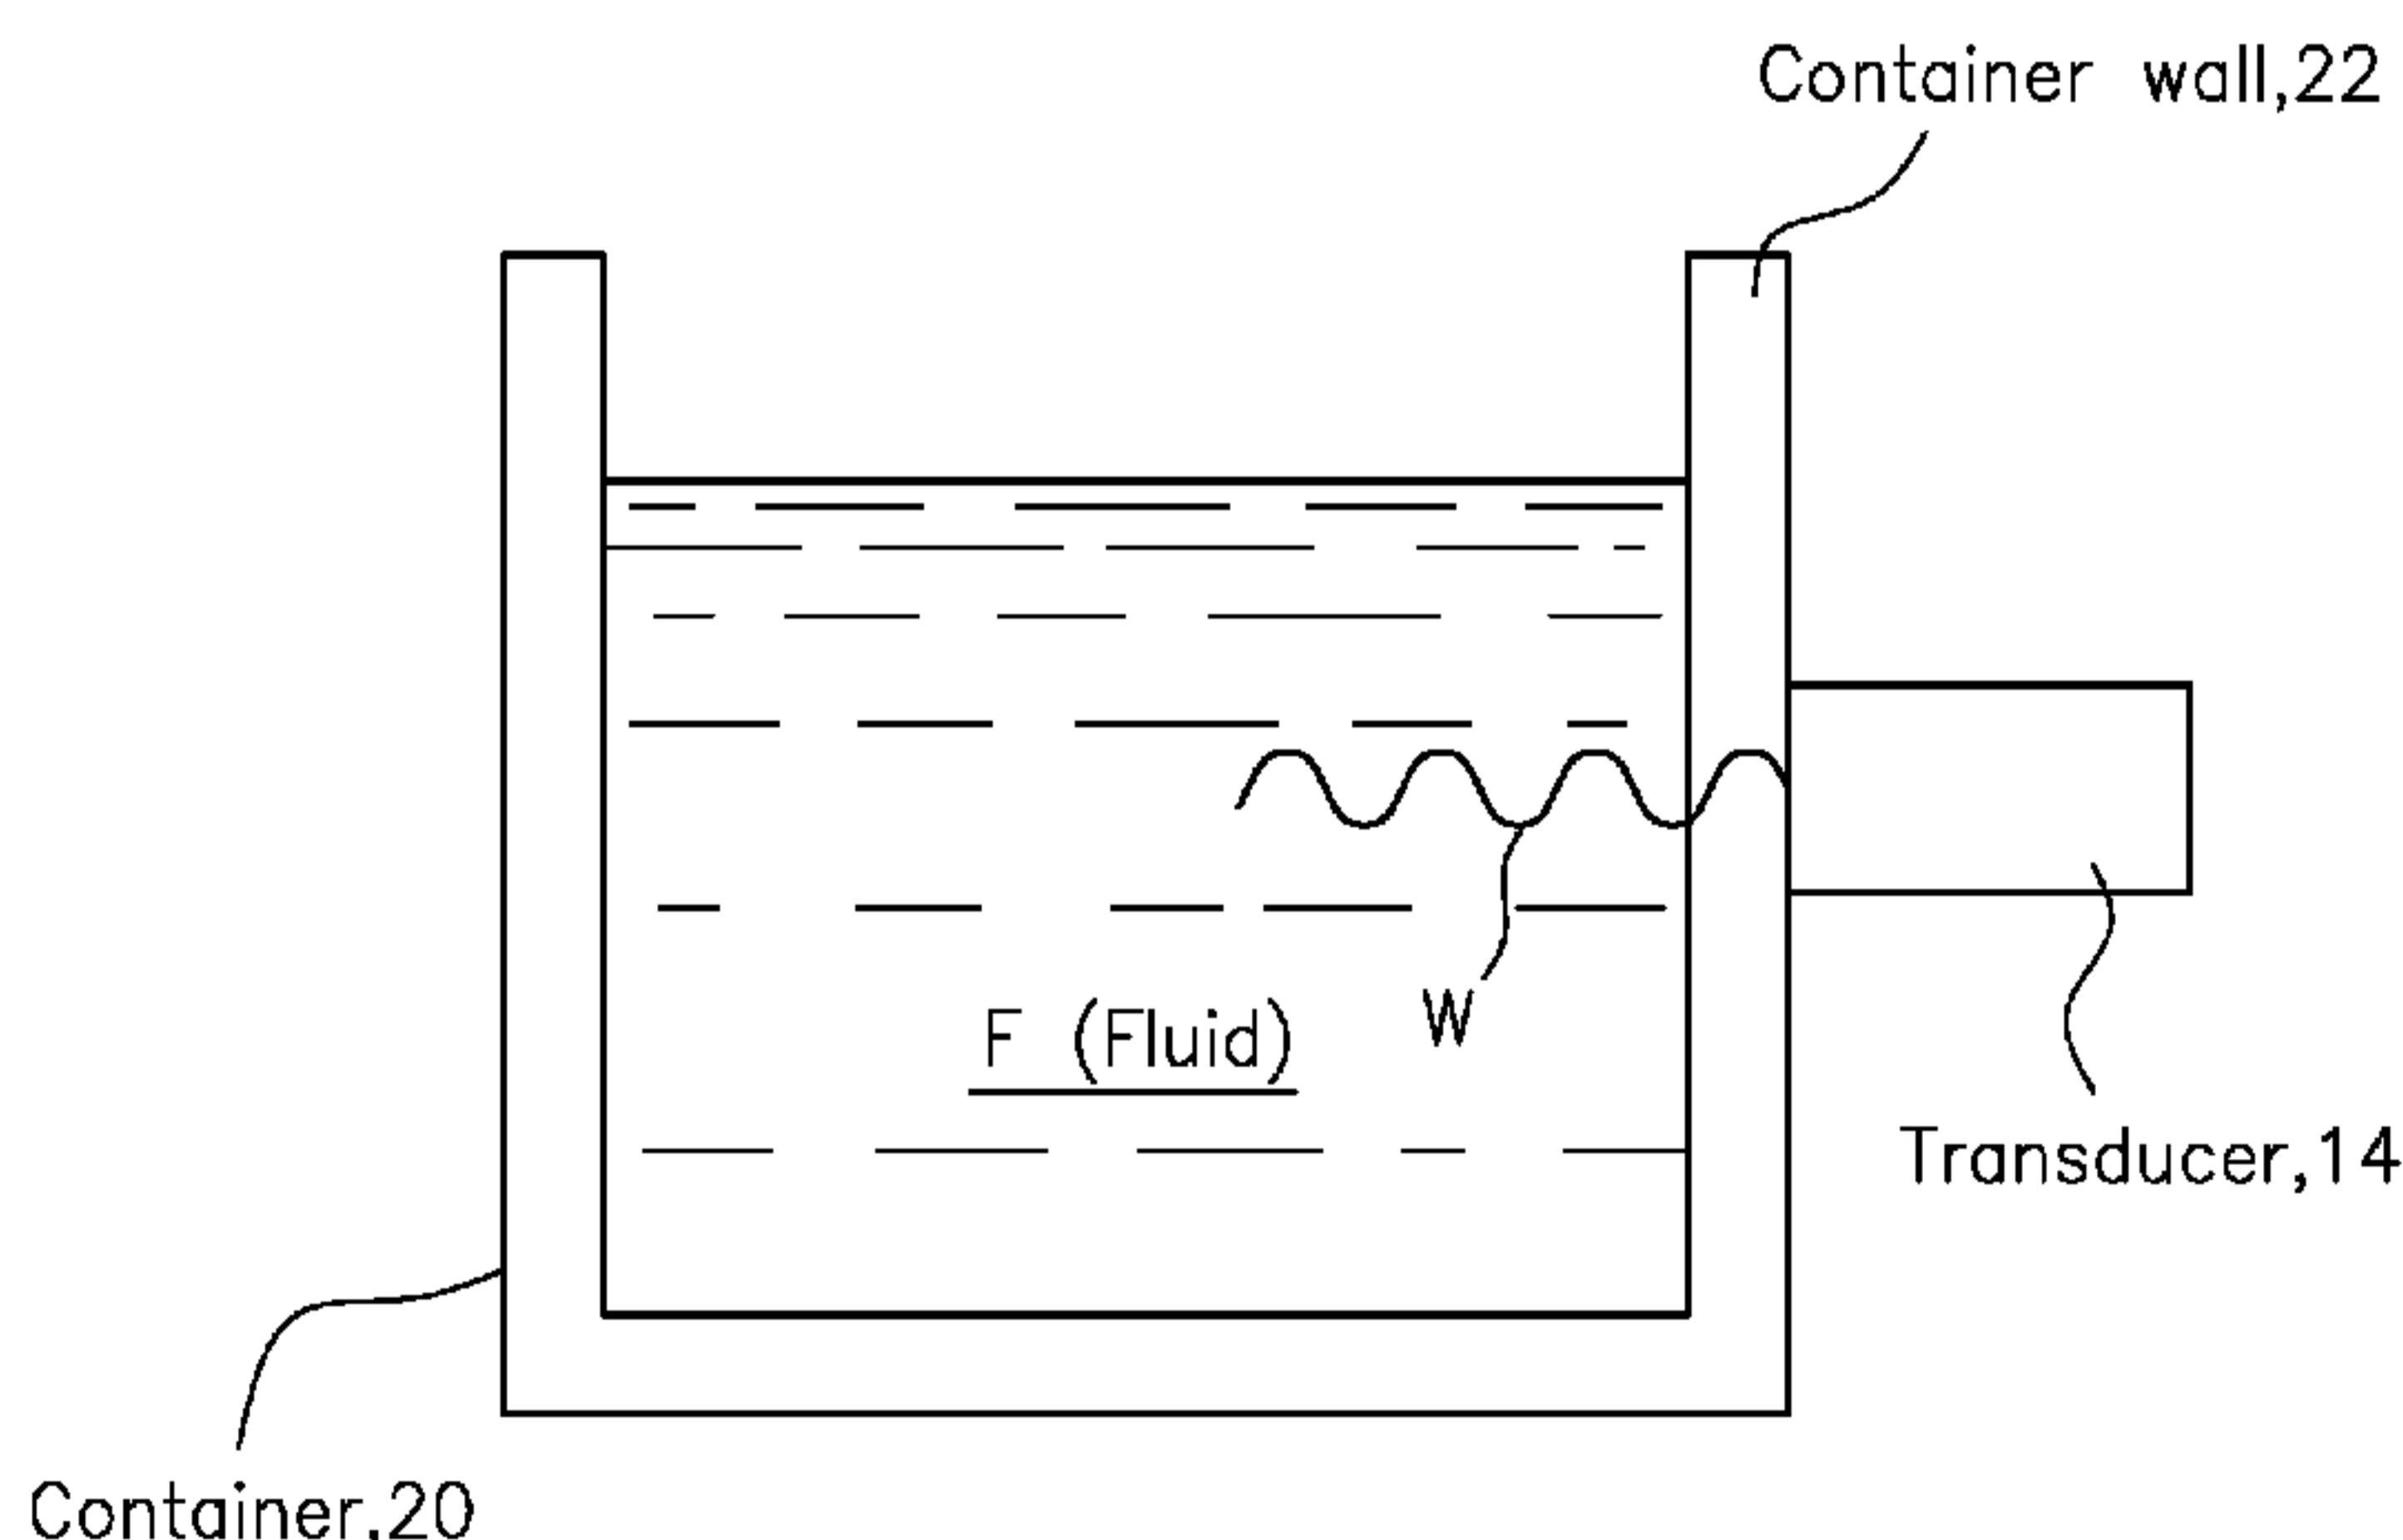 Container wall,22
F (Fluid)
W
Transducer,14
Container,20